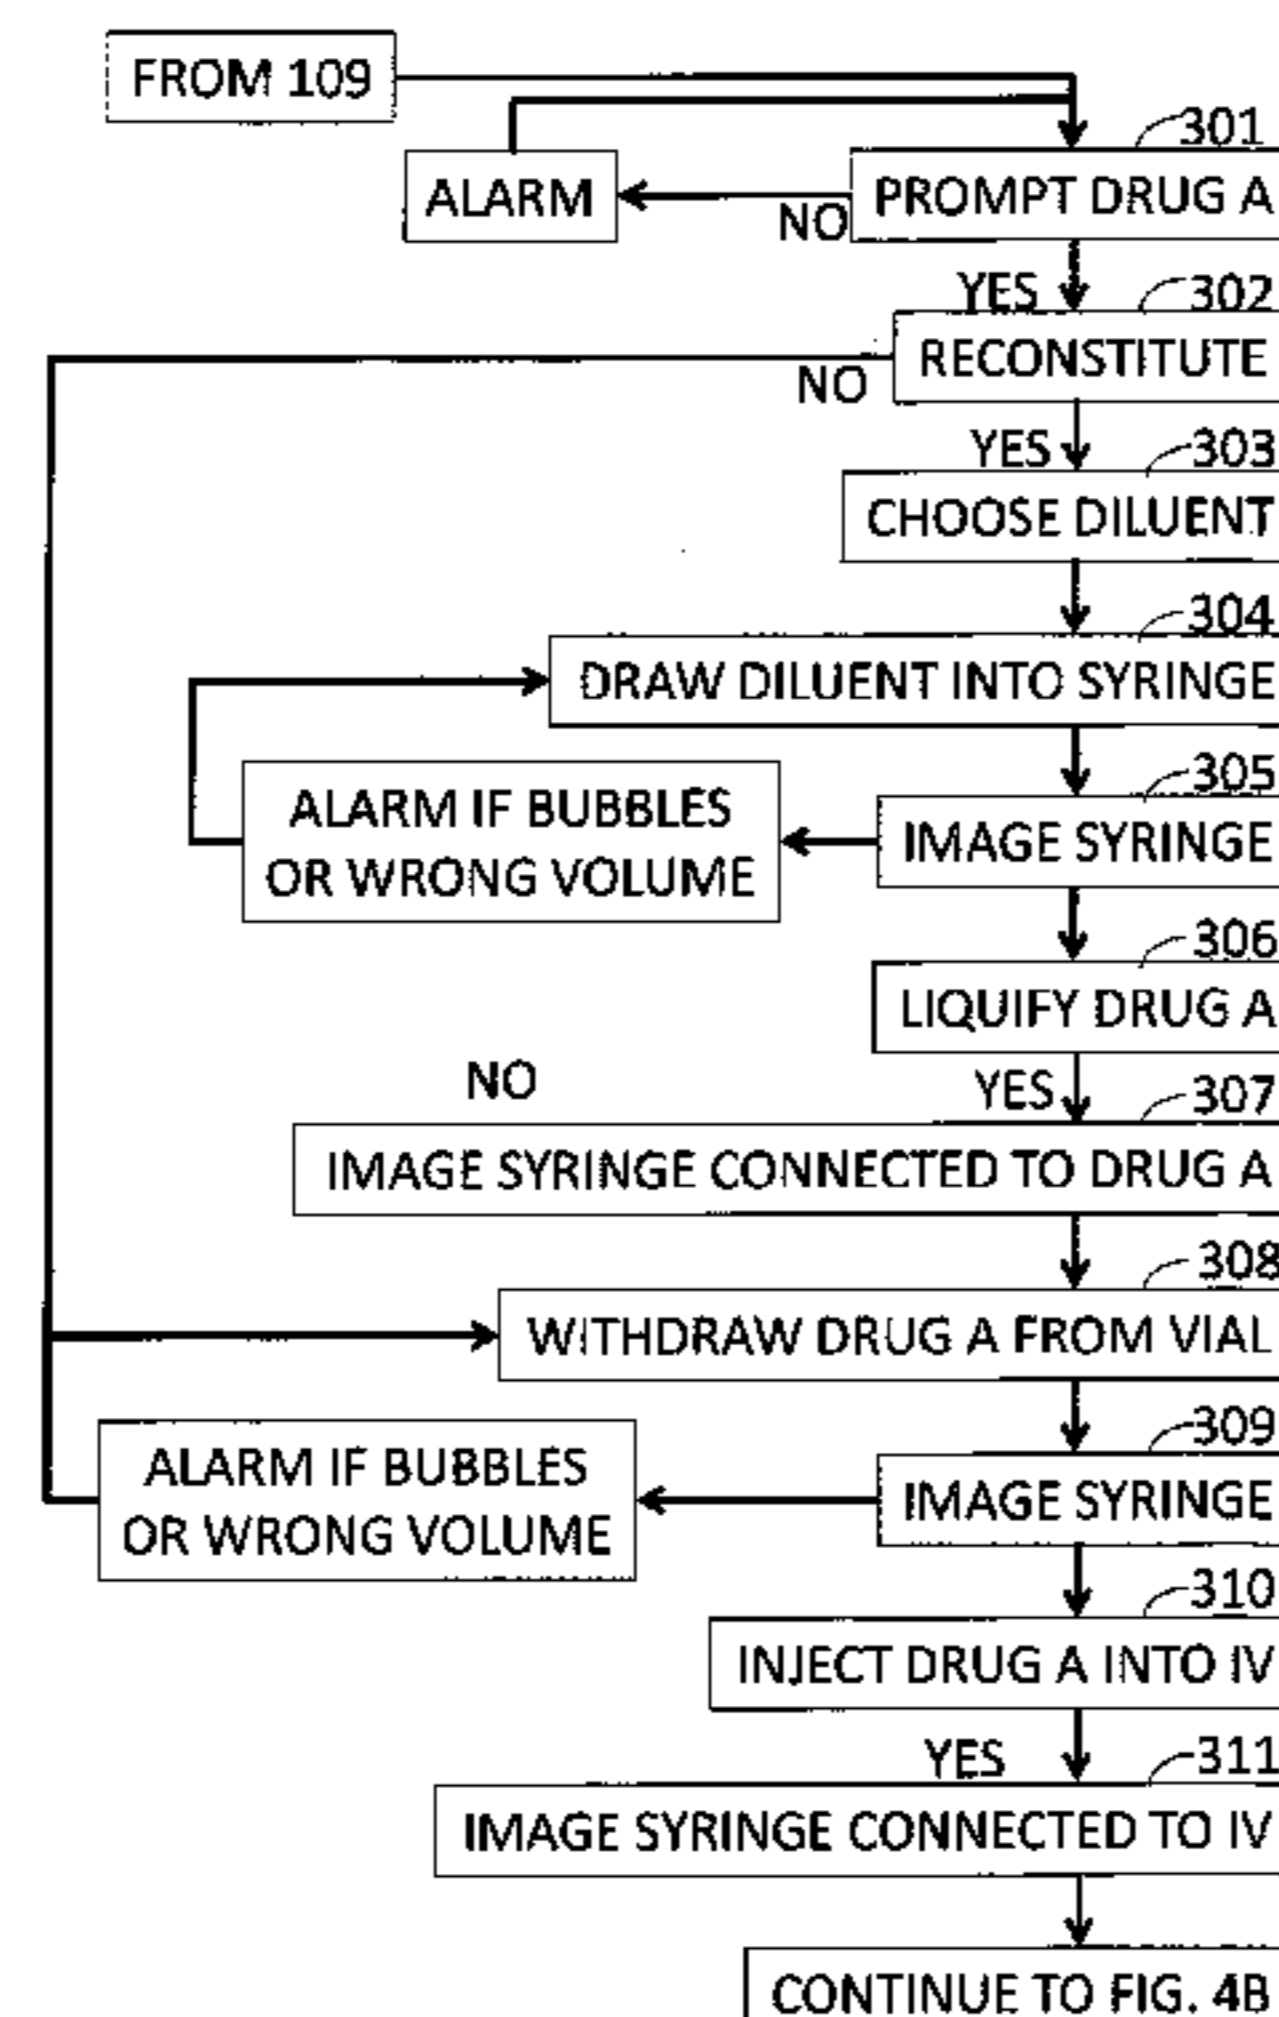 FROM 109
301
ALARM
PROMPT DRUG A
NO
YES
302
RECONSTITUTE
NO
YES
303
CHOOSE DILUENT
304
DRAW DILUENT INTO SYRINGE
305
ALARM IF BUBBLES
OR WRONG VOLUME
IMAGE SYRINGE
306
LIQUIFY DRUG A
NO
YES
307
IMAGE SYRINGE CONNECTED TO DRUG A
308
WITHDRAW DRUG A FROM VIAL
309
ALARM IF BUBBLES
OR WRONG VOLUME
IMAGE SYRINGE
310
INJECT DRUG A INTO IV
YES
311
IMAGE SYRINGE CONNECTED TO IV
CONTINUE TO FIG. 4B